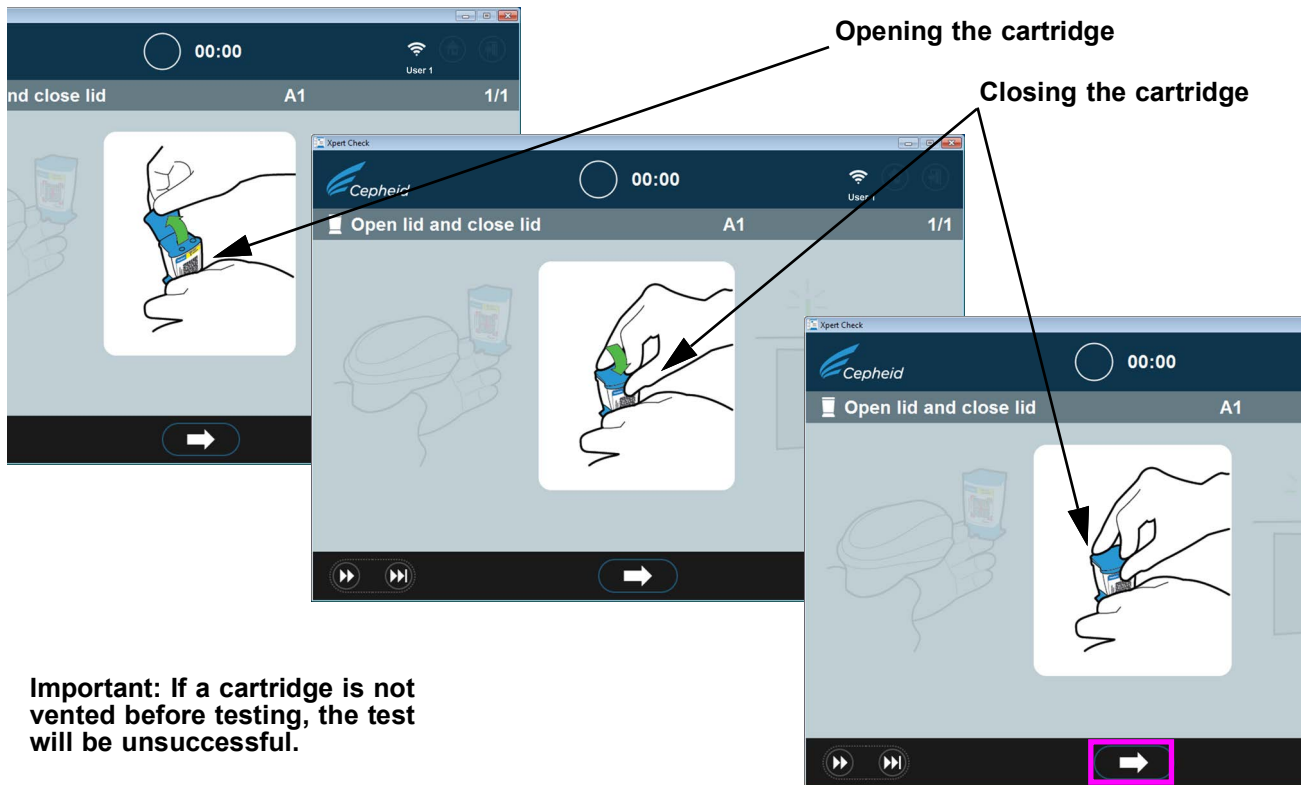 Opening the cartridge
Closing the cartridge
00:00
User 1
nd close lid A1 1/1
Xpert Check
Cepheid
00:00
User 1
Open lid and close lid A1 1/1
Xpert Check
Cepheid
00:00
Open lid and close lid A1
Important: If a cartridge is not
vented before testing, the test
will be unsuccessful.